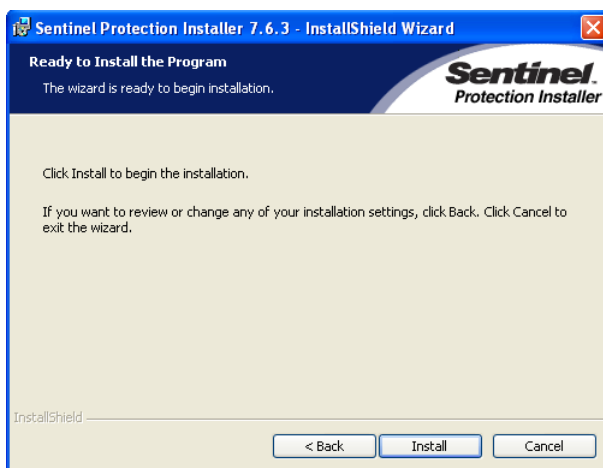 Sentinel Protection Installer 7.6.3 - InstallShield Wizard
Ready to Install the Program
The wizard is ready to begin installation.
Sentinel.
Protection Installer
Click Install to begin the installation.
If you want to review or change any of your installation settings, click Back. Click Cancel to
exit the wizard.
InstallShield
< Back
Install
Cancel